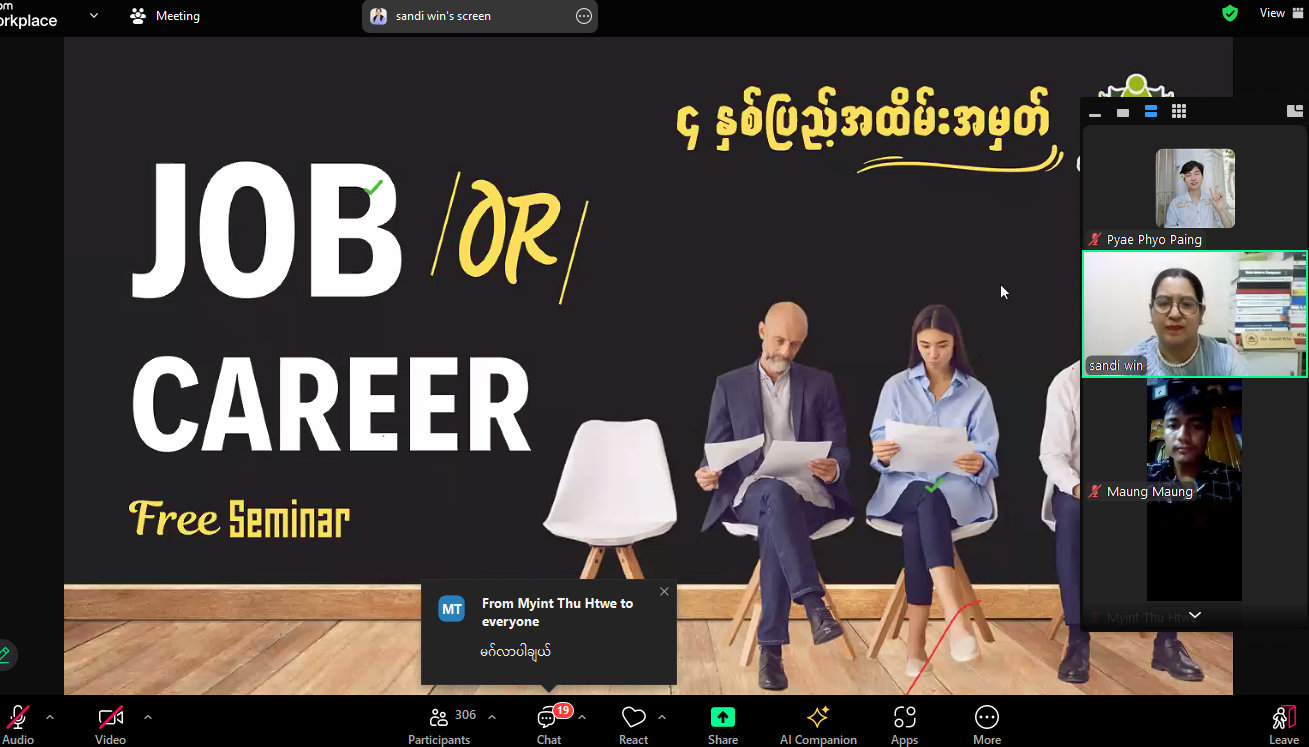 orkplace
Meeting
sandi win's screen
View
၄ နှစ်ပြည့်အထိမ်းအမှတ်
JOB OR
CAREER
Free Seminar
Pyae Phyo Paing
sandi win
Maung Maung
Myint Thu Htwe
MT
From Myint Thu Htwe to
everyone
မင်္ဂလာပါချယ်
Audio
Video
306
Participants
19
Chat
React
Share
AI Companion
Apps
More
Leave